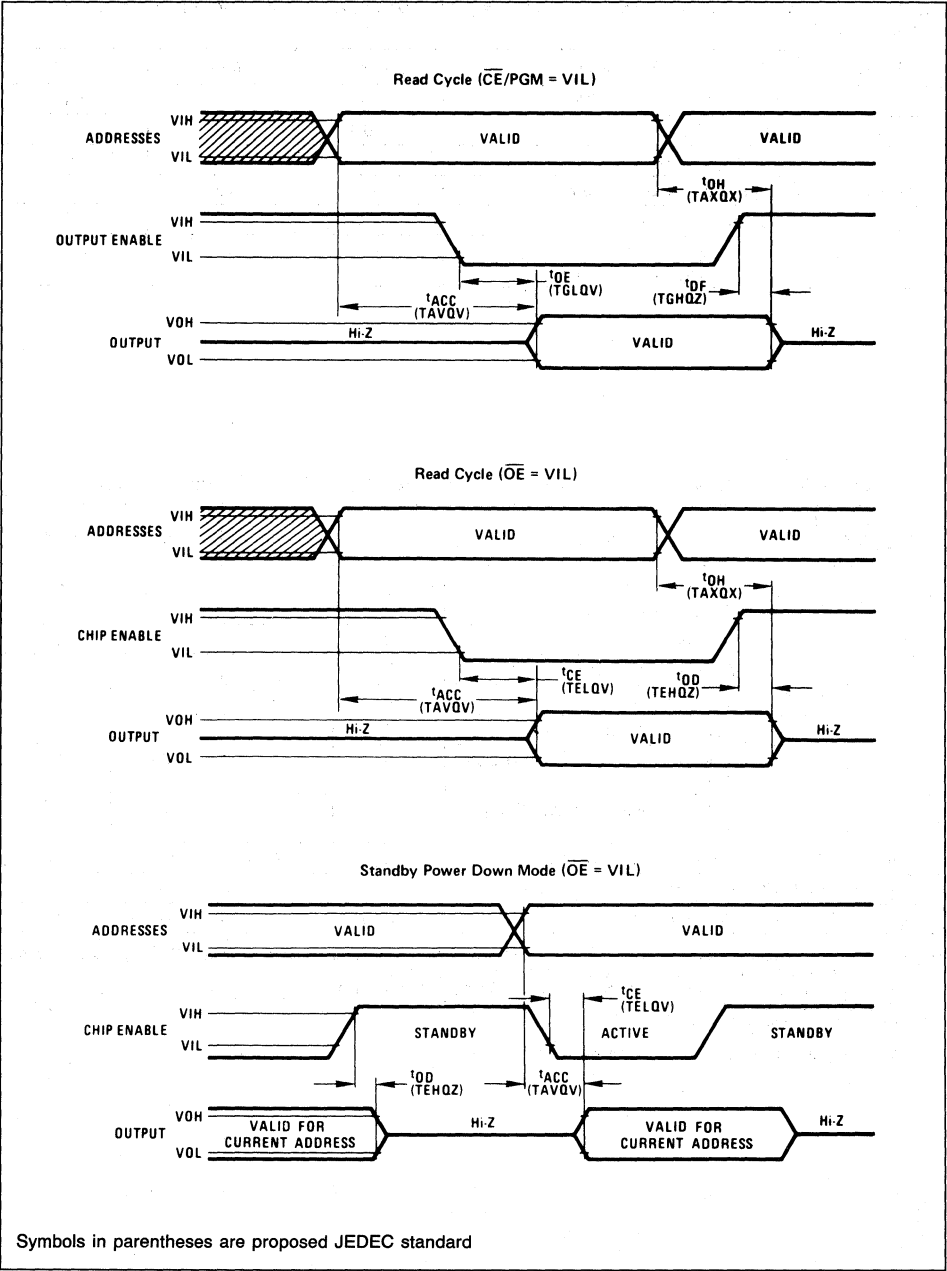 Read Cycle (CE/PGM = VIL)
VIH
ADDRESSES
VIL
VALID
VALID
tOH
(TAXQX)
VIH
OUTPUT ENABLE
VIL
tOE
(TGLQV)
tDF
(TGHQZ)
tACC
(TAVQV)
VOH
Hi-Z
OUTPUT
VALID
Hi-Z
VOL
Read Cycle (OE = VIL)
VIH
ADDRESSES
VIL
VALID
VALID
tOH
(TAXQX)
VIH
CHIP ENABLE
VIL
tCE
(TELQV)
tOD
(TEHQZ)
tACC
(TAVQV)
VOH
Hi-Z
OUTPUT
VALID
Hi-Z
VOL
Standby Power Down Mode (OE = VIL)
VIH
ADDRESSES
VALID
VALID
VIL
tCE
(TELQV)
VIH
CHIP ENABLE
STANDBY
ACTIVE
STANDBY
VIL
tOD
(TEHQZ)
tACC
(TAVQV)
VOH
OUTPUT
VALID FOR
CURRENT ADDRESS
Hi-Z
VALID FOR
CURRENT ADDRESS
Hi-Z
VOL
Symbols in parentheses are proposed JEDEC standard